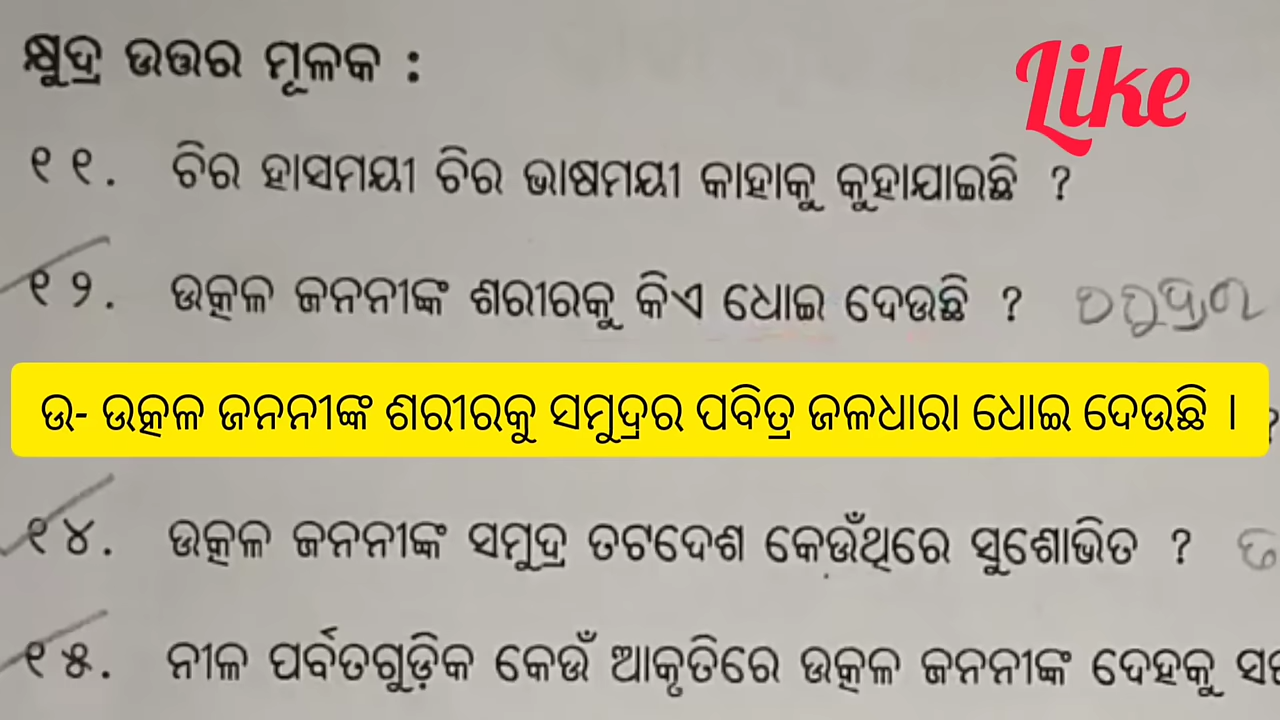 କ୍ଷୁଦ୍ର ଉତ୍ତର ମୂଳକ :
Like
୧୧. ଚିର ହାସମୟୀ ଚିର ଭାଷମୟୀ କାହାକୁ କୁହାଯାଇଛି ?
୧୨. ଉତ୍କଳ ଜନନୀଙ୍କ ଶରୀରକୁ କିଏ ଧୋଇ ଦେଉଛି ?
ଉ- ଉତ୍କଳ ଜନନୀଙ୍କ ଶରୀରକୁ ସମୁଦ୍ରର ପବିତ୍ର ଜଳଧାରା ଧୋଇ ଦେଉଛି ।
୧୪. ଉତ୍କଳ ଜନନୀଙ୍କ ସମୁଦ୍ର ତଟଦେଶ କେଉଁଥିରେ ସୁଶୋଭିତ ?
୧୫. ନୀଳ ପର୍ବତଗୁଡ଼ିକ କେଉଁ ଆକୃତିରେ ଉତ୍କଳ ଜନନୀଙ୍କ ଦେହକୁ